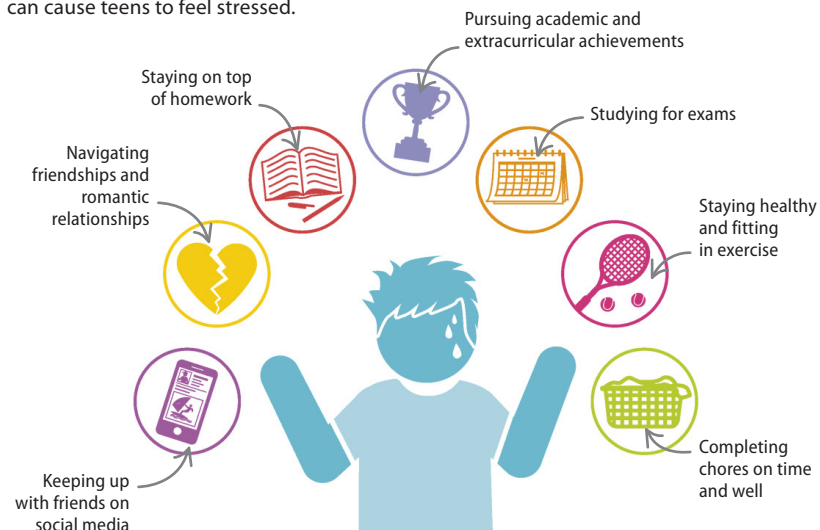 can cause teens to feel stressed.
Pursuing academic and
extracurricular achievements
Staying on top
of homework
Studying for exams
Navigating
friendships and
romantic
relationships
Staying healthy
and fitting
in exercise
Keeping up
with friends on
social media
Completing
chores on time
and well